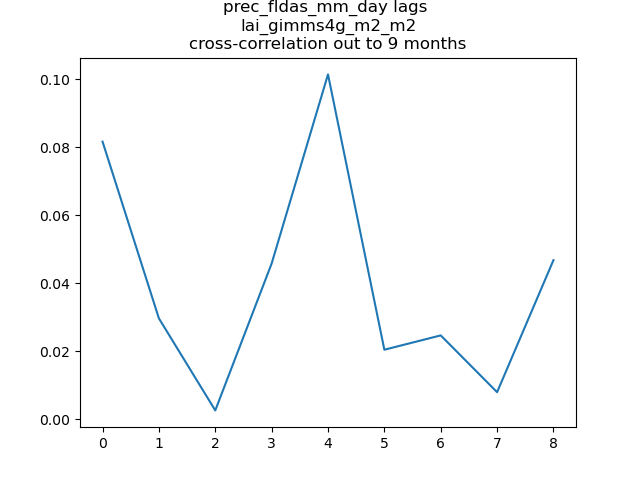 prec_fldas_mm_day lags
lai_gimms4g_m2_m2
cross-correlation out to 9 months
0.10
0.08
0.06
0.04
0.02
0.00
0 1 2 3 4 5 6 7 8